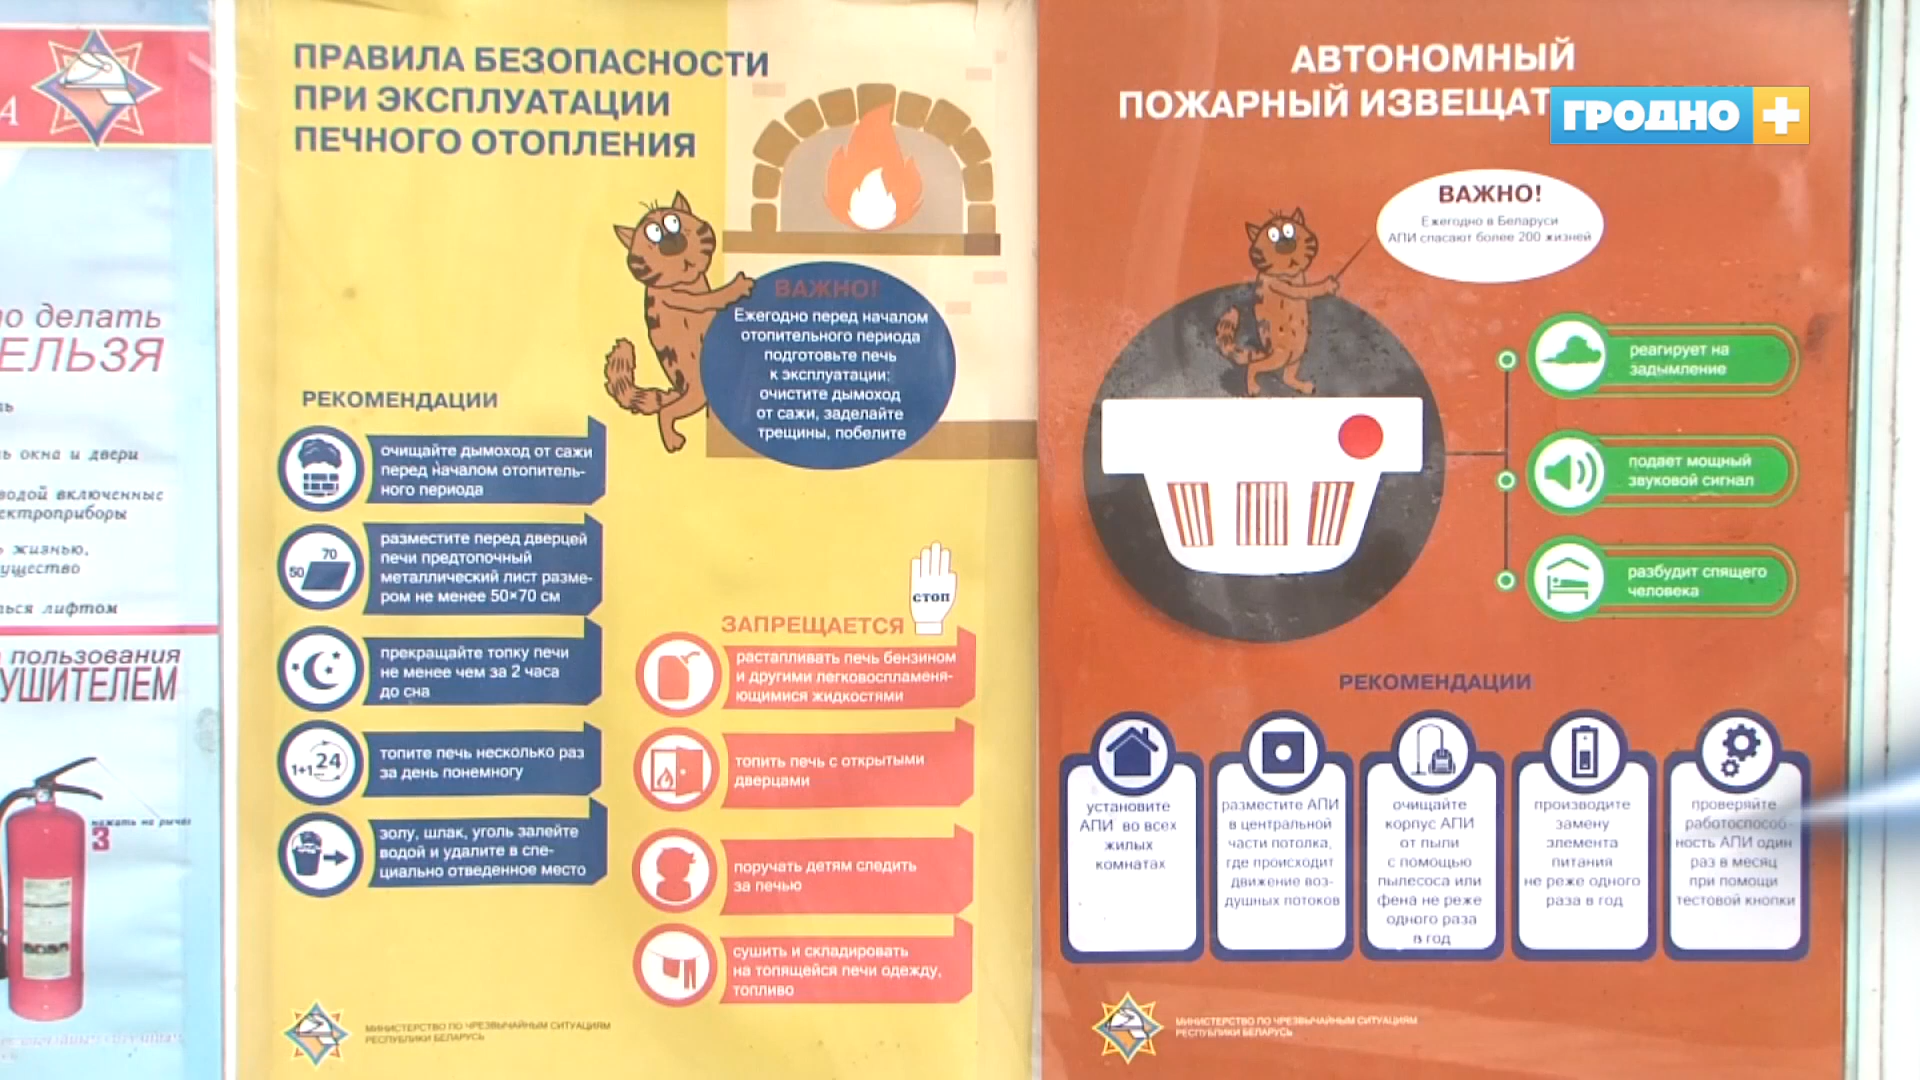 А
делать
ЕЛЬЗЯ
ь окна и двери
водой включенные
ектроприборы
жизнью,
ущество
ься лифтом
пользования
УШИТЕЛЕМ
нажать на рычаг
3
ПРАВИЛА БЕЗОПАСНОСТИ
ПРИ ЭКСПЛУАТАЦИИ
ПЕЧНОГО ОТОПЛЕНИЯ
ВАЖНО!
Ежегодно перед началом
отопительного периода
подготовьте печь
к эксплуатации:
очистите дымоход
от сажи, заделайте
трещины, побелите
РЕКОМЕНДАЦИИ
очищайте дымоход от сажи
перед началом отопитель-
ного периода
50 70
разместите перед дверцей
печи предтопочный
металлический лист разме-
ром не менее 50×70 см
прекращайте топку печи
не менее чем за 2 часа
до сна
1+1...24
топите печь несколько раз
за день понемногу
золу, шлак, уголь залейте
водой и удалите в спе-
циально отведенное место
СТОП
ЗАПРЕЩАЕТСЯ
растапливать печь бензином
и другими легковоспламеня-
ющимися жидкостями
топить печь с открытыми
дверцами
поручать детям следить
за печью
сушить и складировать
на топящейся печи одежду,
топливо
МИНИСТЕРСТВО ПО ЧРЕЗВЫЧАЙНЫМ СИТУАЦИЯМ
РЕСПУБЛИКИ БЕЛАРУСЬ
АВТОНОМНЫЙ
ПОЖАРНЫЙ ИЗВЕЩАТ
ГРОДНО +
ВАЖНО!
Ежегодно в Беларуси
АПИ спасают более 200 жизней
реагирует на
задымление
подает мощный
звуковой сигнал
разбудит спящего
человека
РЕКОМЕНДАЦИИ
установите
АПИ во всех
жилых
комнатах
разместите АПИ
в центральной
части потолка,
где происходит
движение воз-
душных потоков
очищайте
корпус АПИ
от пыли
с помощью
пылесоса или
фена не реже
одного раза
в год
производите
замену
элемента
питания
не реже одного
раза в год
проверяйте
работоспособ-
ность АПИ один
раз в месяц
при помощи
тестовой кнопки
МИНИСТЕРСТВО ПО ЧРЕЗВЫЧАЙНЫМ СИТУАЦИЯМ
РЕСПУБЛИКИ БЕЛАРУСЬ